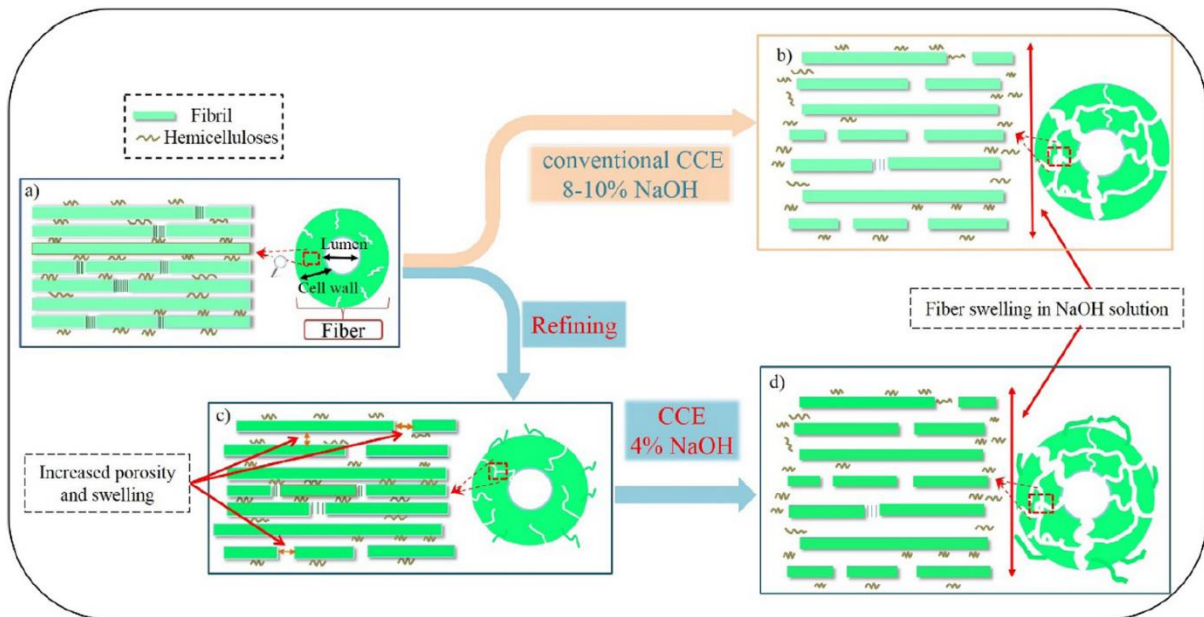 Fibril
Hemicelluloses
a)
Lumen
Cell wall
Fiber
conventional CCE
8-10% NaOH
b)
Refining
Fiber swelling in NaOH solution
c)
Increased porosity
and swelling
CCE
4% NaOH
d)